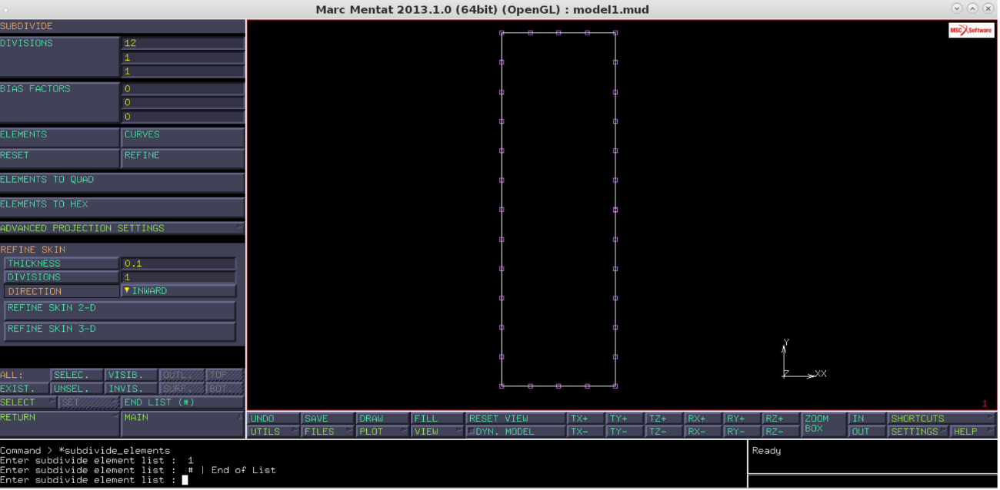 Marc Mentat 2013.1.0 (64bit) (OpenGL) : model1.mud
SUBDIVIDE
DIVISIONS 12
1
1
BIAS FACTORS 0
0
0
ELEMENTS CURVES
RESET REFINE
ELEMENTS TO QUAD
ELEMENTS TO HEX
ADVANCED PROJECTION SETTINGS
REFINE SKIN
THICKNESS 0.1
DIVISIONS 1
DIRECTION INWARD
REFINE SKIN 2-D
REFINE SKIN 3-D
ALL: SELEC. VISIB. OUTL. TOP
EXIST. UNSEL. INVIS. SURF. BOT.
SELECT SET END LIST (#)
RETURN MAIN
MSC Software
Y
Z XX
1
UNDO SAVE DRAW FILL RESET VIEW TX+ TY+ TZ+ RX+ RY+ RZ+ ZOOM BOX IN SHORTCUTS
UTILS FILES PLOT VIEW DYN. MODEL TX- TY- TZ- RX- RY- RZ- OUT SETTINGS HELP
Command > *subdivide_elements
Enter subdivide element list : 1
Enter subdivide element list : # | End of List
Enter subdivide element list :
Ready